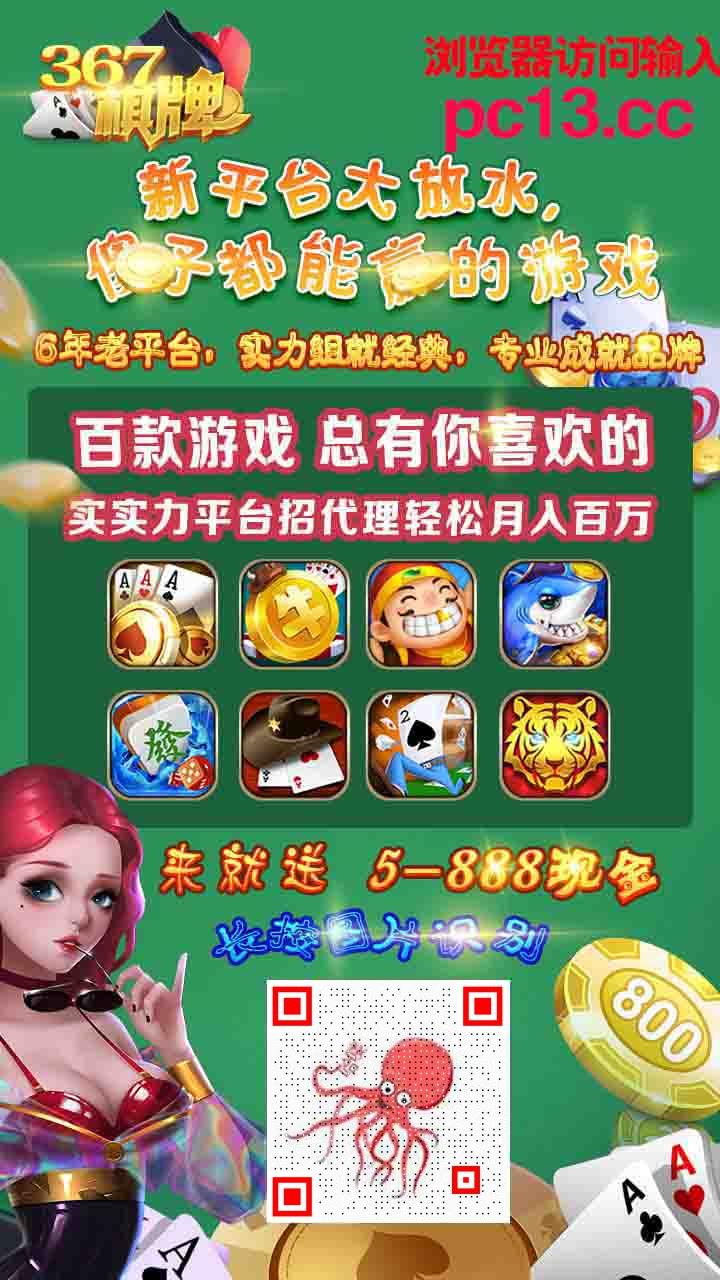 367
棋牌
浏览器访问输入
pc13.cc
新平台大放水,
傻子都能赢的游戏
6年老平台，实力组就经典，专业成就品牌
百款游戏 总有你喜欢的
实实力平台招代理轻松月入百万
A A A
牛
發
2
来就送 5-888现金
长按图片识别
800
A
A
A